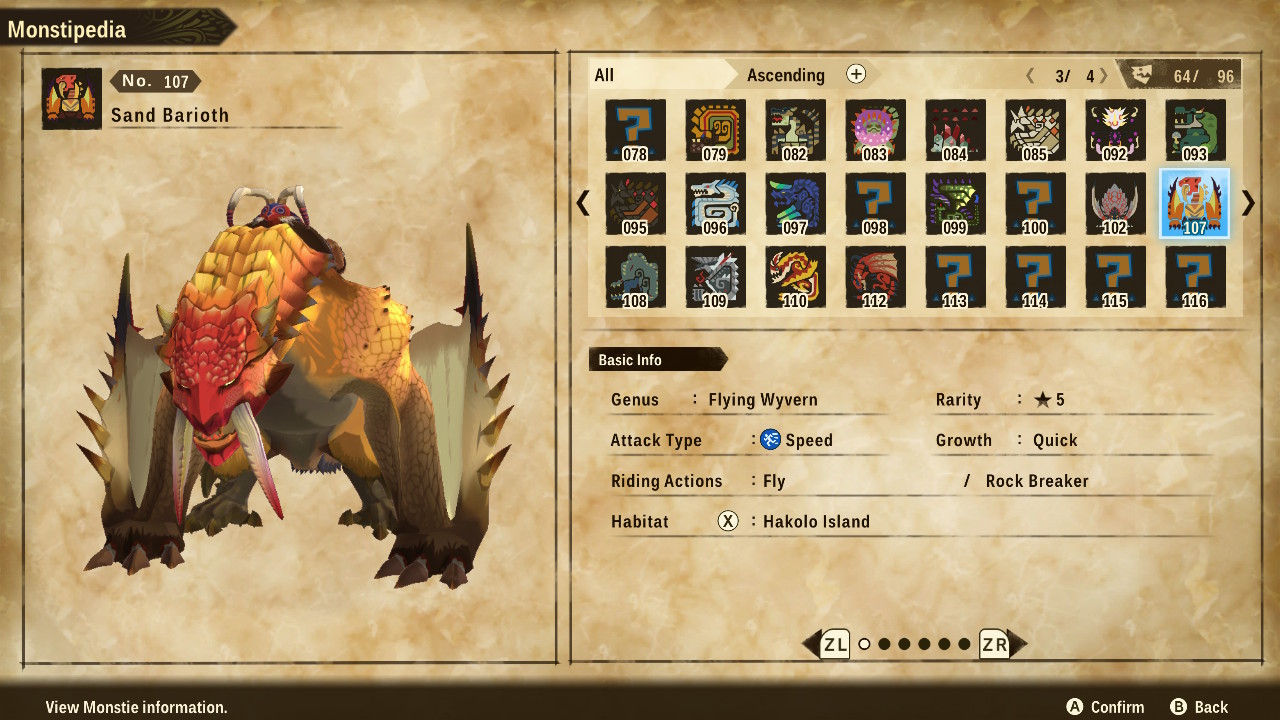 Monstipedia
No. 107
Sand Barioth
All
Ascending
3/ 4
64/ 96
078 079 082 083 084 085 092 093
095 096 097 098 099 100 102 107
108 109 110 112 113 114 115 116
Basic Info
Genus : Flying Wyvern
Rarity : ★ 5
Attack Type : Speed
Growth : Quick
Riding Actions : Fly / Rock Breaker
Habitat X : Hakolo Island
ZL ZR
View Monstie information.
A Confirm B Back